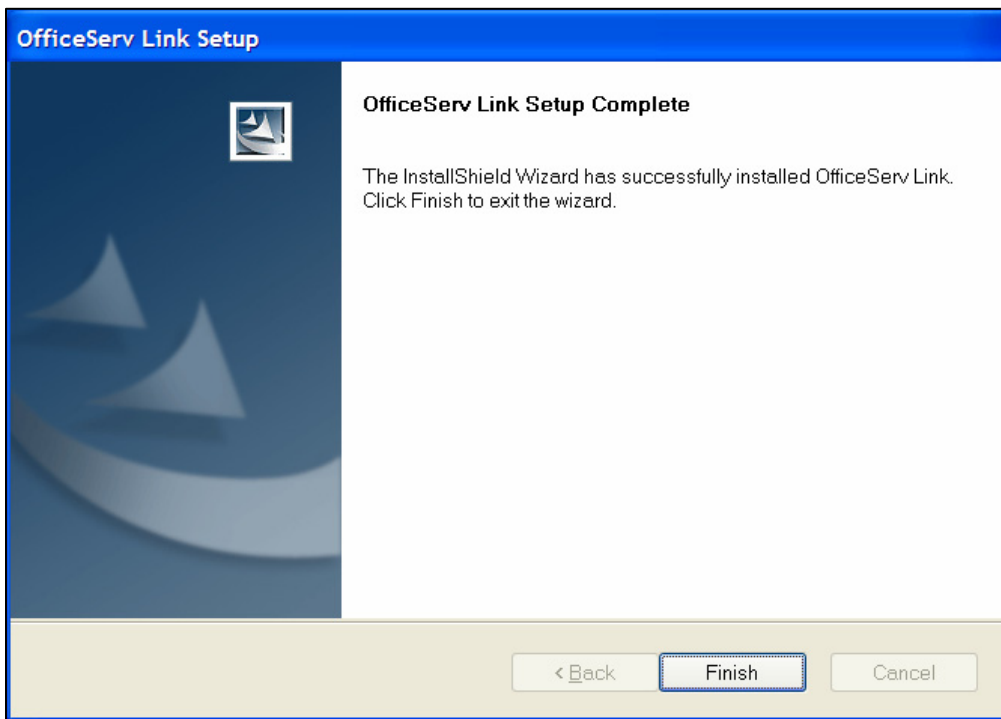 OfficeServ Link Setup
OfficeServ Link Setup Complete
The InstallShield Wizard has successfully installed OfficeServ Link.
Click Finish to exit the wizard.
< Back
Finish
Cancel